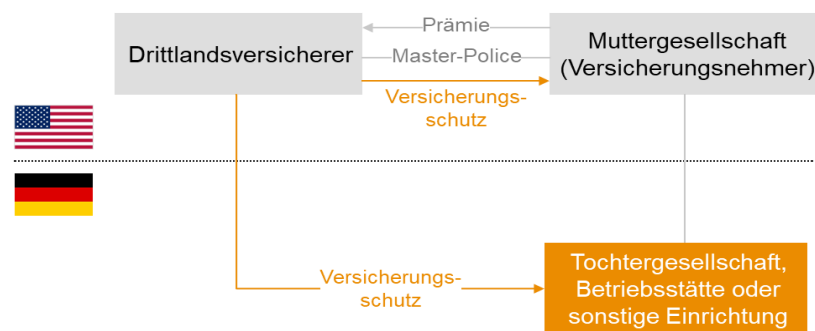 Prämie
Drittlandsversicherer
Master-Police
Muttergesellschaft
(Versicherungsnehmer)
Versicherungs-
schutz
Versicherungs-
schutz
Tochtergesellschaft,
Betriebsstätte oder
sonstige Einrichtung